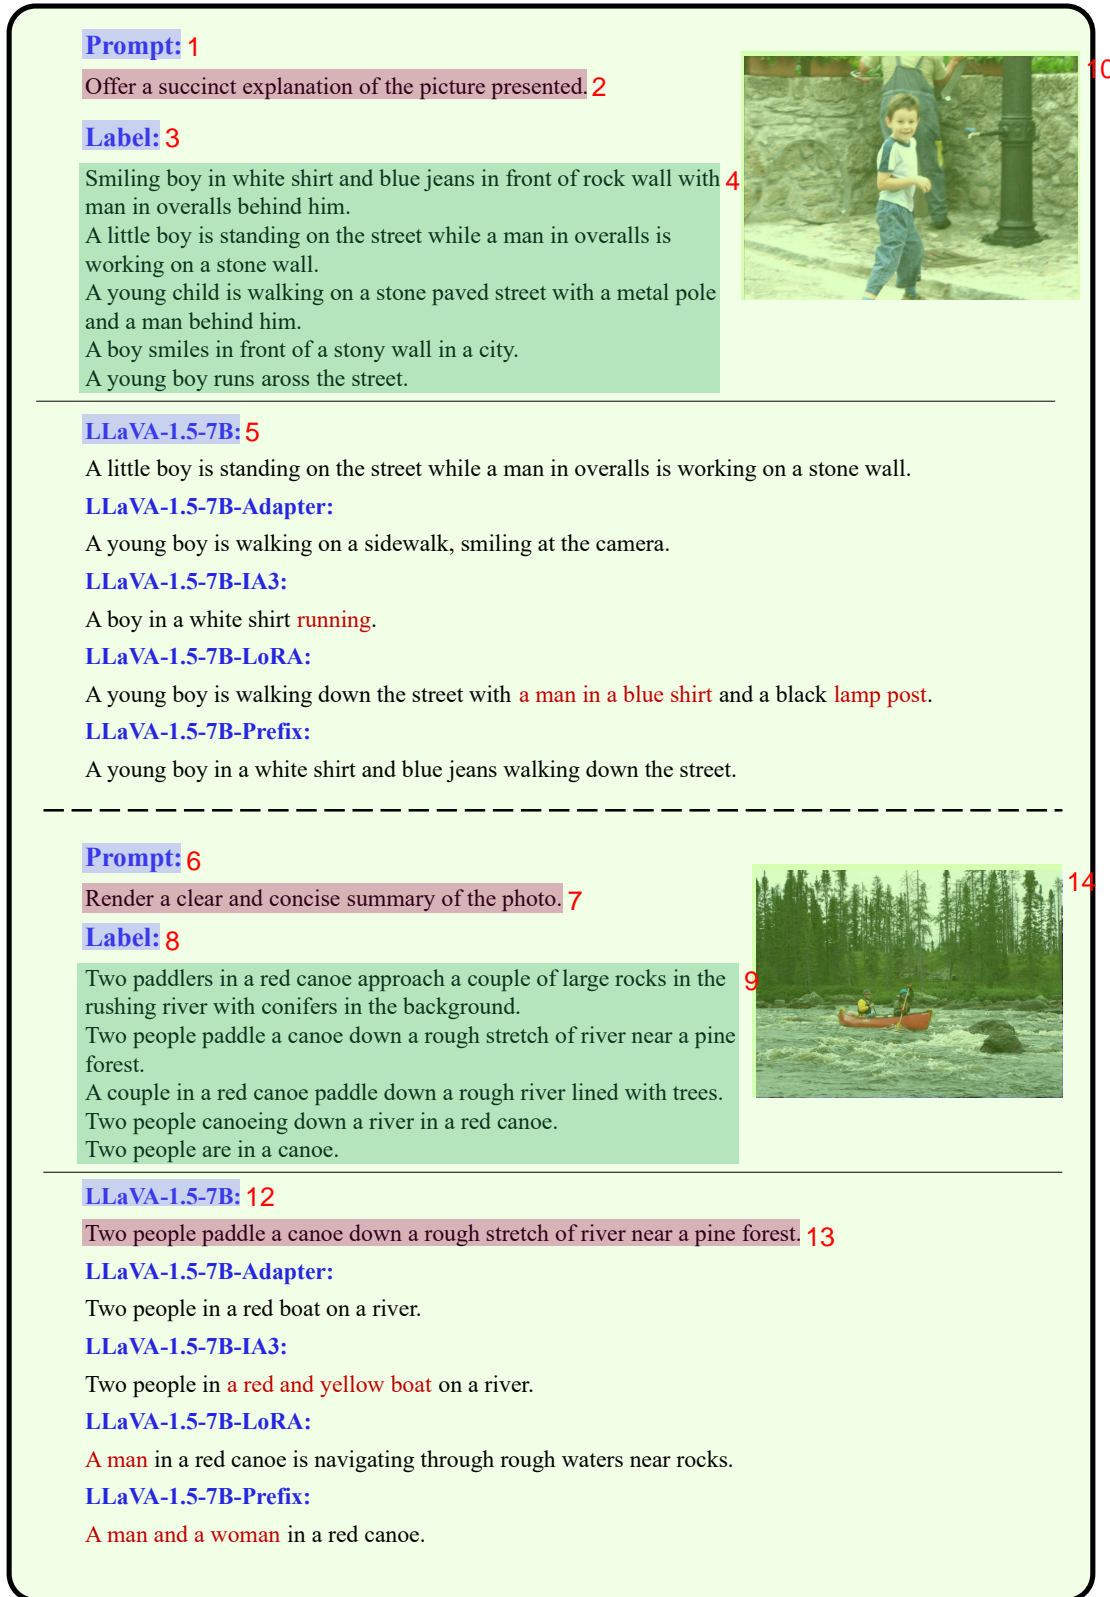 Prompt: 1
Offer a succinct explanation of the picture presented. 2
Label: 3
Smiling boy in white shirt and blue jeans in front of rock wall with 4
man in overalls behind him.
A little boy is standing on the street while a man in overalls is
working on a stone wall.
A young child is walking on a stone paved street with a metal pole
and a man behind him.
A boy smiles in front of a stony wall in a city.
A young boy runs aross the street.
10
LLaVA-1.5-7B: 5
A little boy is standing on the street while a man in overalls is working on a stone wall.
LLaVA-1.5-7B-Adapter:
A young boy is walking on a sidewalk, smiling at the camera.
LLaVA-1.5-7B-IA3:
A boy in a white shirt running.
LLaVA-1.5-7B-LoRA:
A young boy is walking down the street with a man in a blue shirt and a black lamp post.
LLaVA-1.5-7B-Prefix:
A young boy in a white shirt and blue jeans walking down the street.
Prompt: 6
Render a clear and concise summary of the photo. 7
Label: 8
Two paddlers in a red canoe approach a couple of large rocks in the 9
rushing river with conifers in the background.
Two people paddle a canoe down a rough stretch of river near a pine
forest.
A couple in a red canoe paddle down a rough river lined with trees.
Two people canoeing down a river in a red canoe.
Two people are in a canoe.
14
LLaVA-1.5-7B: 12
Two people paddle a canoe down a rough stretch of river near a pine forest. 13
LLaVA-1.5-7B-Adapter:
Two people in a red boat on a river.
LLaVA-1.5-7B-IA3:
Two people in a red and yellow boat on a river.
LLaVA-1.5-7B-LoRA:
A man in a red canoe is navigating through rough waters near rocks.
LLaVA-1.5-7B-Prefix:
A man and a woman in a red canoe.